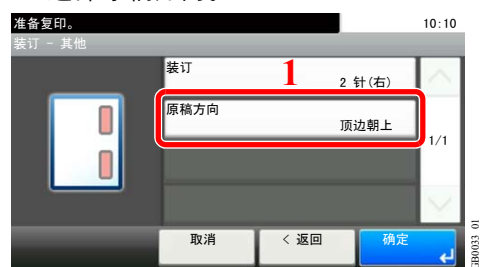 准备复印。
10:10
装订 - 其他
装订
1
2 针(右)
原稿方向
顶边朝上
1/1
取消
< 返回
确定
GB0033_01